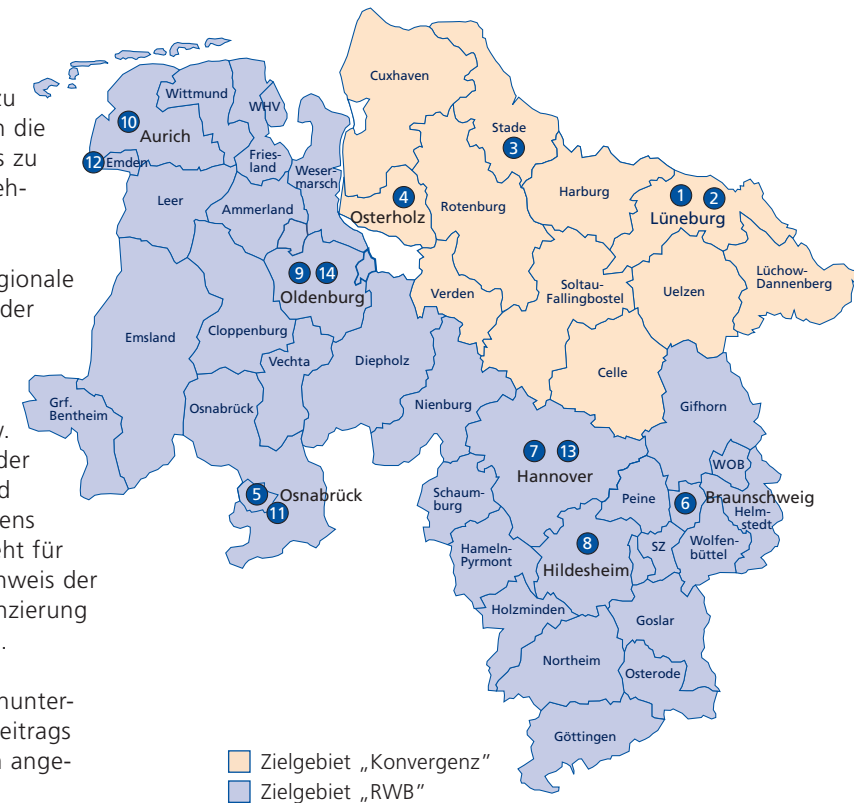 zu
n die
s zu
eh-
egionale
der
v.
der
d
ens
eht für
hweis der
nzierung
.
nunter-
eitrags
n ange-
Cuxhaven
Wittmund
WHV
10
Aurich
Stade
3
12
Emden
Fries-
land
Weser-
marsch
Harburg
1
2
Lüneburg
Leer
Ammerland
4
Osterholz
Rotenburg
9
14
Oldenburg
Verden
Soltau-
Fallingbostel
Uelzen
Lüchow-
Dannenberg
Emsland
Cloppenburg
Vechta
Diepholz
Celle
Grf.
Bentheim
Osnabrück
Nienburg
Gifhorn
7
13
Hannover
WOB
5
Osnabrück
11
Schaum-
burg
Peine
6
Braunschweig
Helm-
stedt
8
Hildesheim
Hameln-
Pyrmont
SZ
Wolfen-
büttel
Holzminden
Goslar
Northeim
Osterode
Göttingen
Zielgebiet „Konvergenz”
Zielgebiet „RWB”